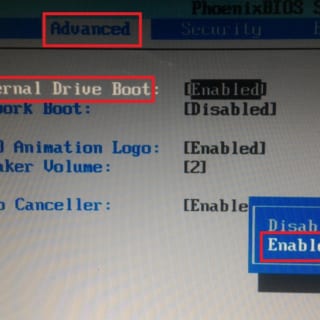 PhoenixBIOS S
Advanced Security
ernal Drive Boot: [Enabled]
work Boot: [Disabled]
Animation Logo: [Enabled]
aker Volume: [2]
o Canceller: [Enable
Disab
Enable